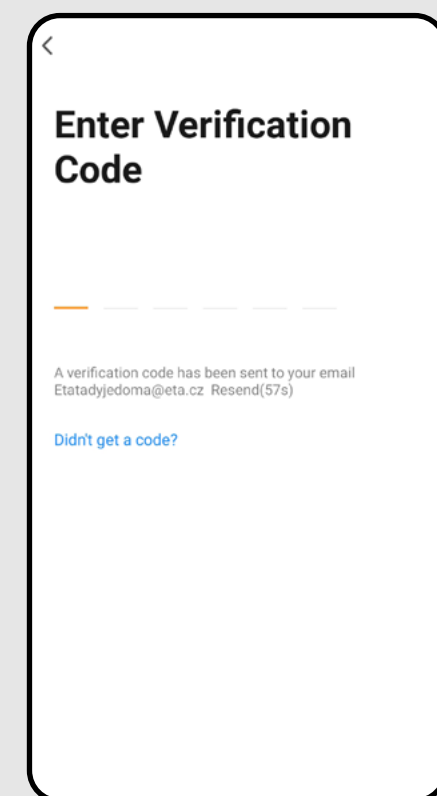 Enter Verification
Code
A verification code has been sent to your email
Etatadyjedoma@eta.cz Resend(57s)
Didn't get a code?